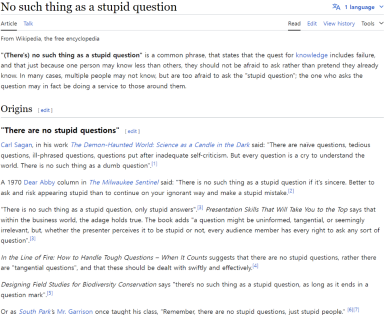 No such thing as a stupid question
1 language
Article Talk
Read Edit View history Tools
From Wikipedia, the free encyclopedia
"(There's) no such thing as a stupid question" is a common phrase, that states that the quest for knowledge includes failure,
and that just because one person may know less than others, they should not be afraid to ask rather than pretend they already
know. In many cases, multiple people may not know, but are too afraid to ask the "stupid question"; the one who asks the
question may in fact be doing a service to those around them.
Origins [edit]
"There are no stupid questions" [edit]
Carl Sagan, in his work The Demon-Haunted World: Science as a Candle in the Dark said: "There are naive questions, tedious
questions, ill-phrased questions, questions put after inadequate self-criticism. But every question is a cry to understand the
world. There is no such thing as a dumb question".[1]
A 1970 Dear Abby column in The Milwaukee Sentinel said: "There is no such thing as a stupid question if it's sincere. Better to
ask and risk appearing stupid than to continue on your ignorant way and make a stupid mistake."[2]
"There is no such thing as a stupid question, only stupid answers".[3] Presentation Skills That Will Take You to the Top says that
within the business world, the adage holds true. The book adds "a question might be uninformed, tangential, or seemingly
irrelevant, but, whether the presenter perceives it to be stupid or not, every audience member has every right to ask any sort of
question".[3]
In the Line of Fire: How to Handle Tough Questions – When It Counts suggests that there are no stupid questions, rather there
are "tangential questions", and that these should be dealt with swiftly and effectively.[4]
Designing Field Studies for Biodiversity Conservation says "there's no such thing as a stupid question, as long as it ends in a
question mark".[5]
Or as South Park's Mr. Garrison once taught his class, "Remember, there are no stupid questions, just stupid people." [6][7]